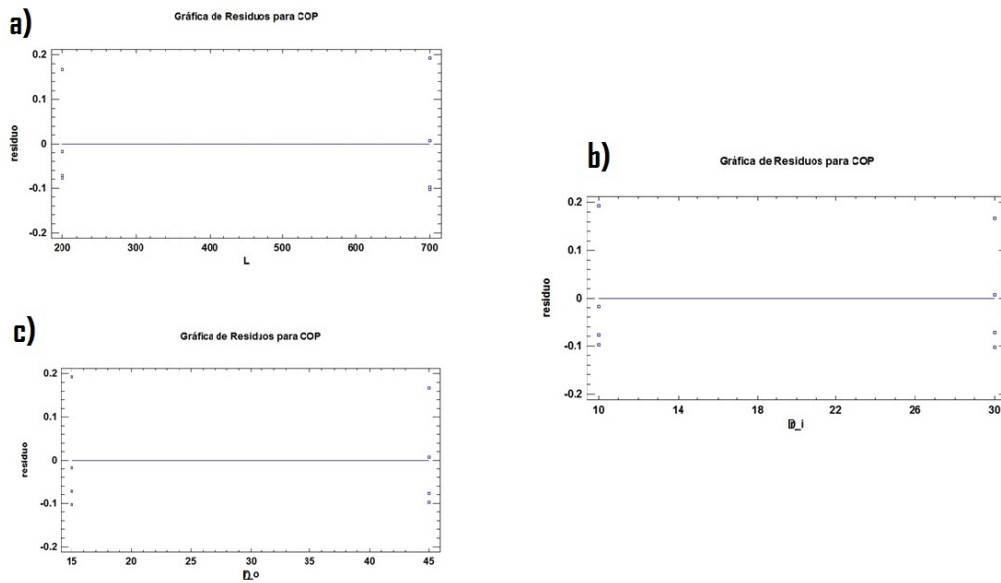 a)
Gráfica de Residuos para COP
0.2
0.1
0
-0.1
-0.2
residuo
200 300 400 500 600 700
L
b)
Gráfica de Residuos para COP
0.2
0.1
0
-0.1
-0.2
residuo
10 14 18 22 26 30
_i
c)
Gráfica de Residuos para COP
0.2
0.1
0
-0.1
-0.2
residuo
15 20 25 30 35 40 45
_o